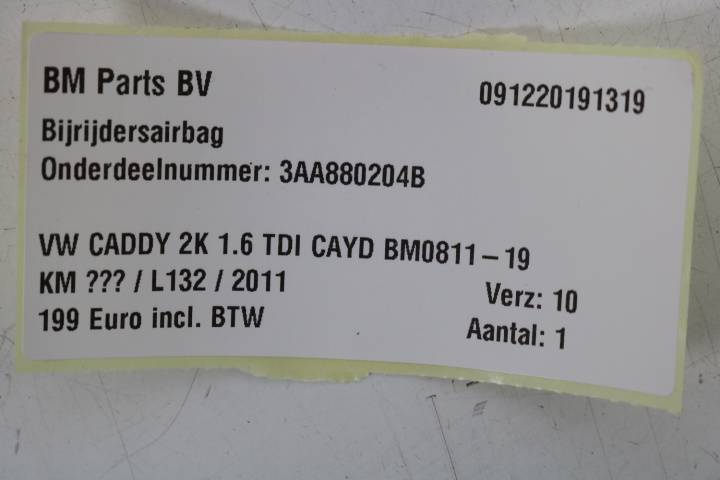 BM Parts BV
091220191319
Bijrijdersairbag
Onderdeelnummer: 3AA880204B
VW CADDY 2K 1.6 TDI CAYD BM0811-19
KM ??? / L132 / 2011
Verz: 10
199 Euro incl. BTW
Aantal: 1